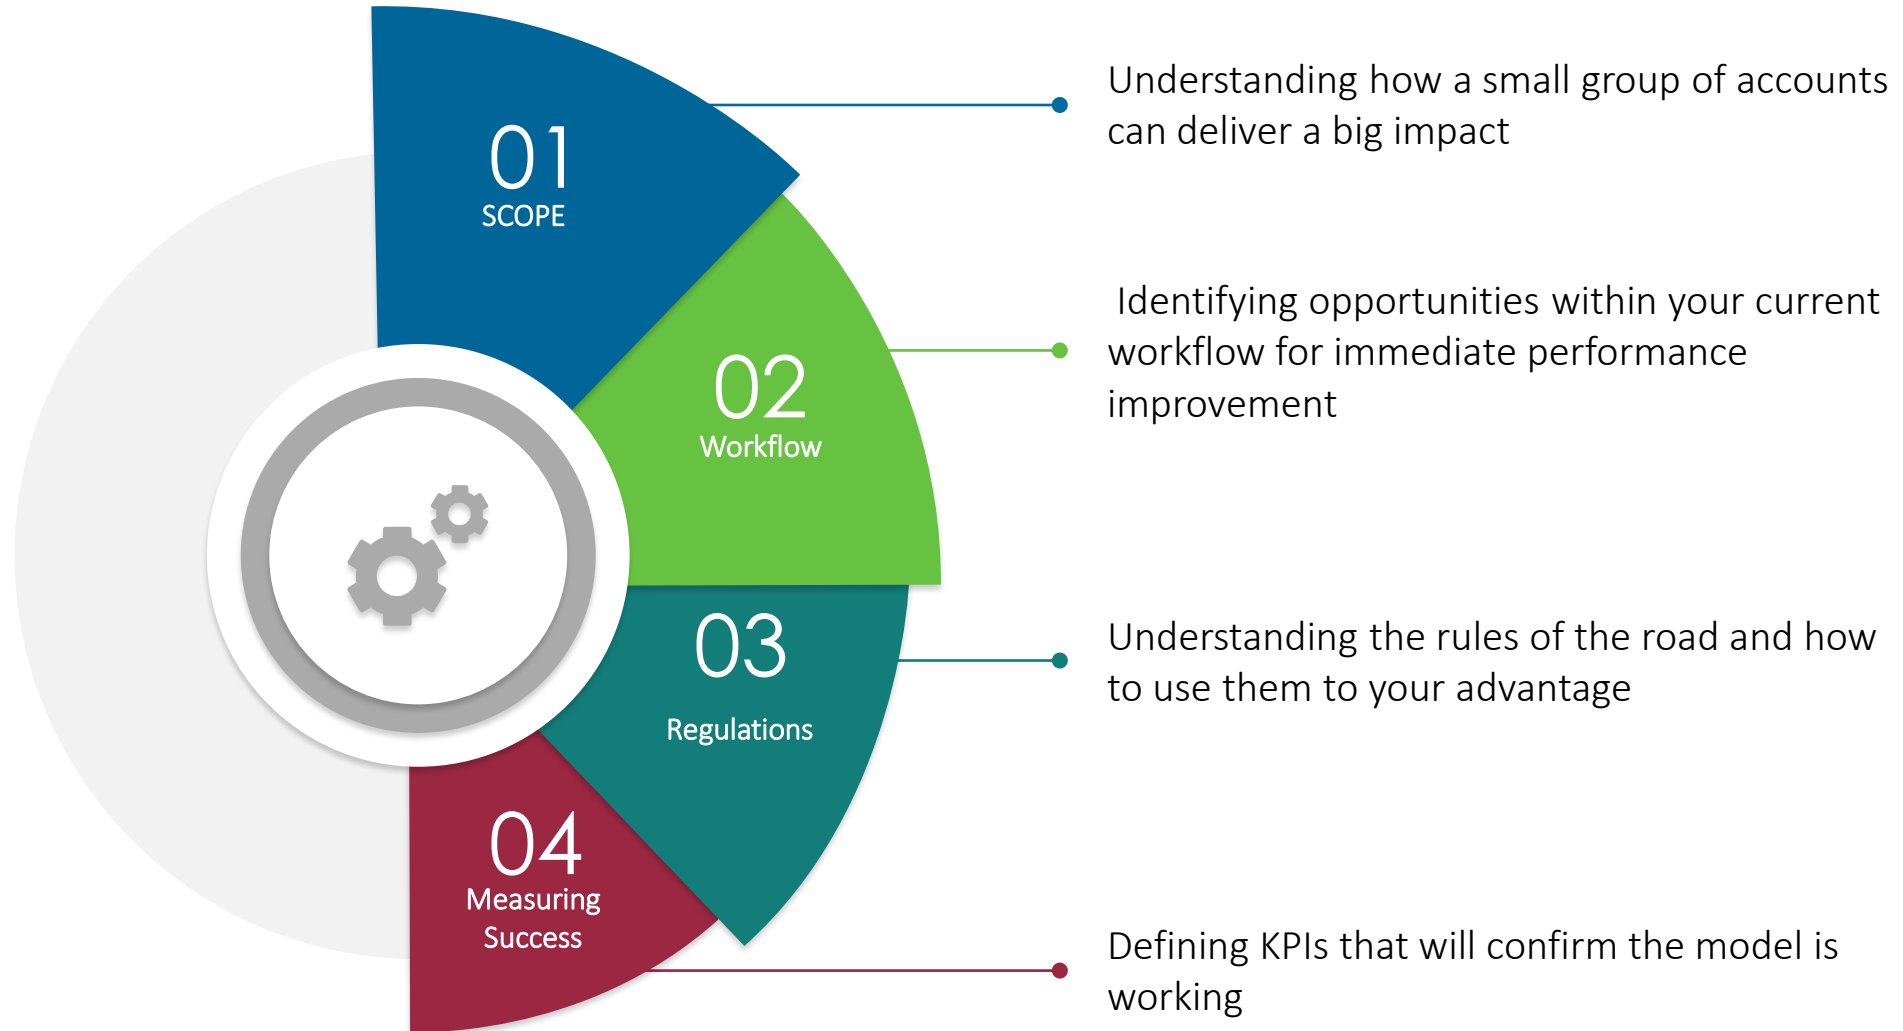 01
SCOPE
Understanding how a small group of accounts
can deliver a big impact
02
Workflow
Identifying opportunities within your current
workflow for immediate performance
improvement
03
Regulations
Understanding the rules of the road and how
to use them to your advantage
04
Measuring
Success
Defining KPIs that will confirm the model is
working